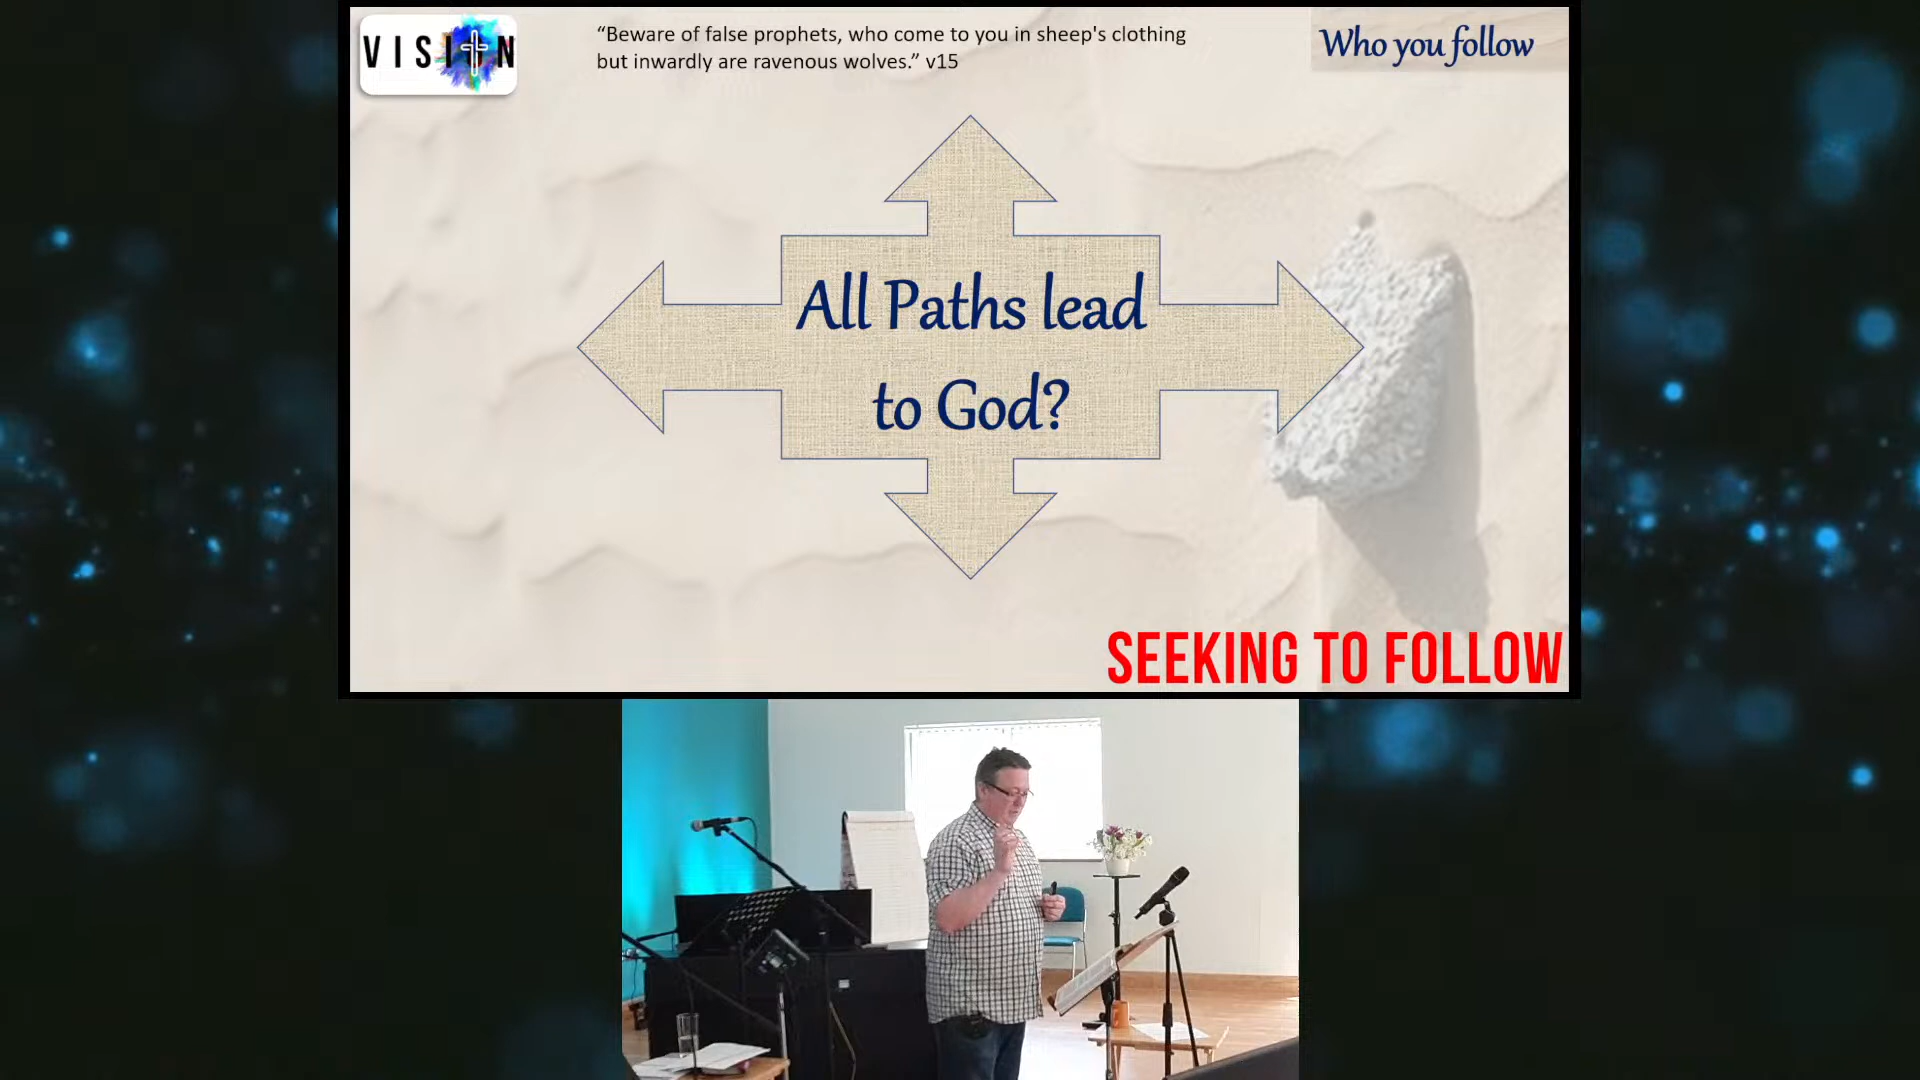 VISION
“Beware of false prophets, who come to you in sheep's clothing
but inwardly are ravenous wolves.” v15
Who you follow
All Paths lead
to God?
SEEKING TO FOLLOW